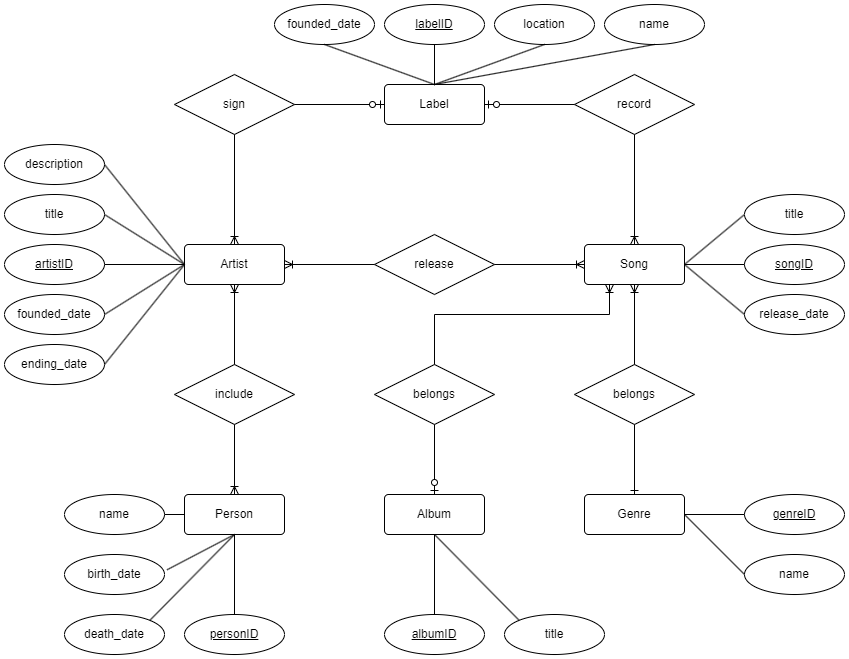 founded_date
labelID
location
name
sign
Label
record
description
title
artistID
founded_date
ending_date
Artist
release
Song
title
songID
release_date
include
belongs
belongs
name
Person
Album
Genre
genreID
birth_date
name
death_date
personID
albumID
title